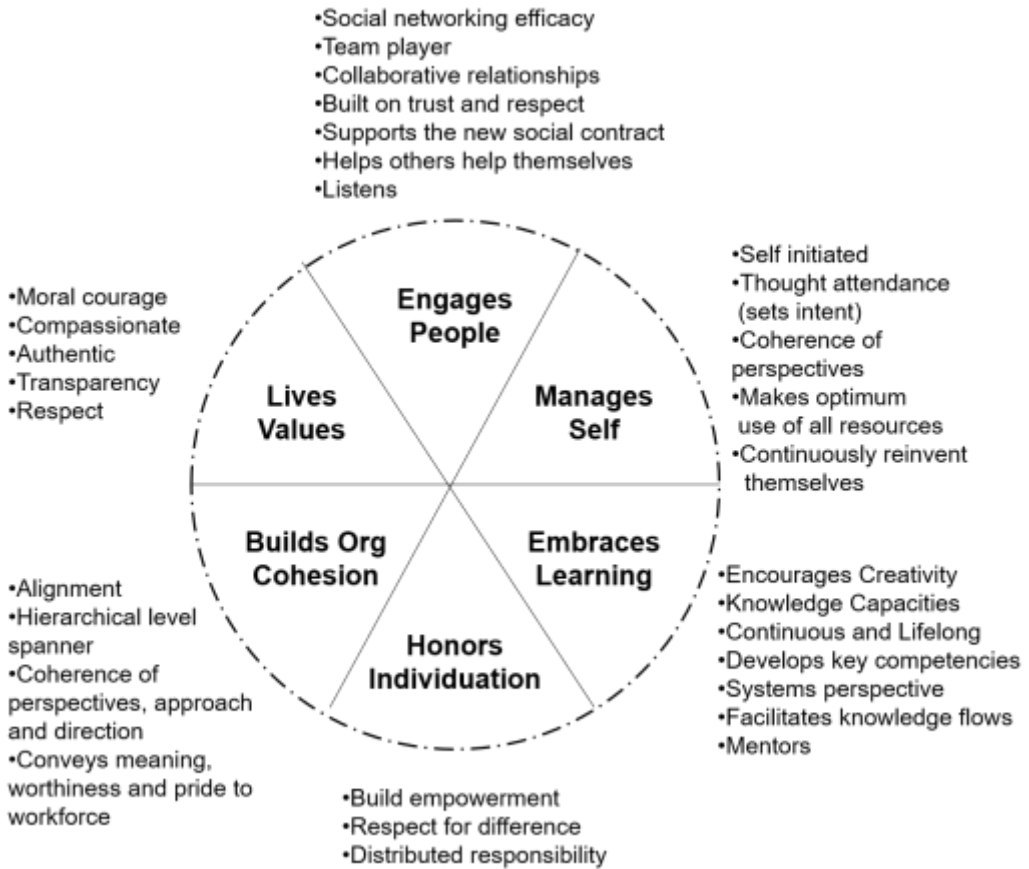 •Social networking efficacy
•Team player
•Collaborative relationships
•Built on trust and respect
•Supports the new social contract
•Helps others help themselves
•Listens
•Moral courage
•Compassionate
•Authentic
•Transparency
•Respect
Engages
People
•Self initiated
•Thought attendance
(sets intent)
•Coherence of
perspectives
•Makes optimum
use of all resources
•Continuously reinvent
themselves
Lives
Values
Manages
Self
Builds Org
Cohesion
Embraces
Learning
Honors
Individuation
•Alignment
•Hierarchical level
spanner
•Coherence of
perspectives, approach
and direction
•Conveys meaning,
worthiness and pride to
workforce
•Encourages Creativity
•Knowledge Capacities
•Continuous and Lifelong
•Develops key competencies
•Systems perspective
•Facilitates knowledge flows
•Mentors
•Build empowerment
•Respect for difference
•Distributed responsibility